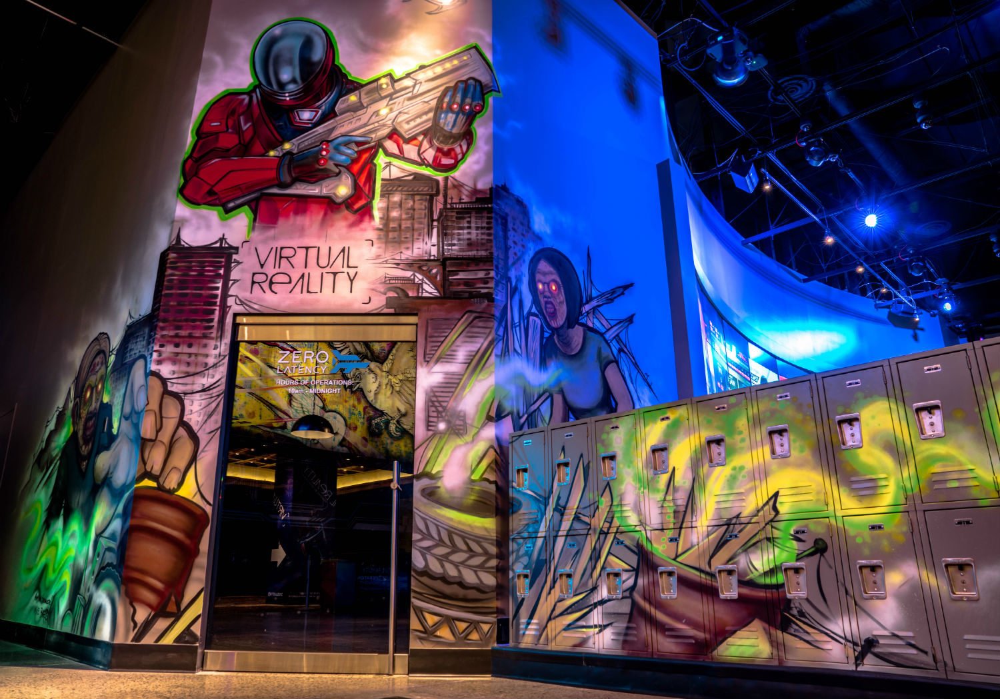 VIRTUAL
REALITY
ZERO
LATENCY
HOURS OF OPERATIONS:
10am - MIDNIGHT